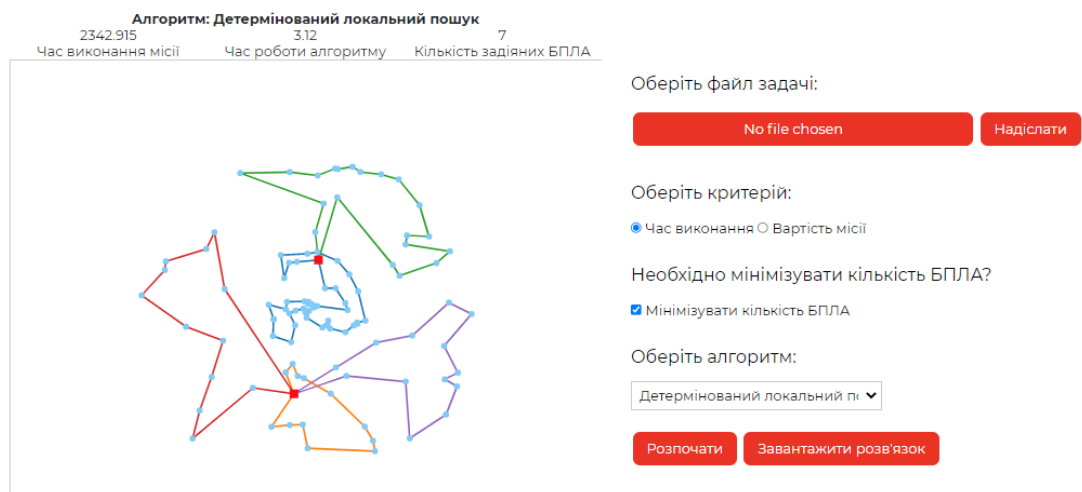 Алгоритм: Детермінований локальний пошук
2342.915 3.12 7
Час виконання місії Час роботи алгоритму Кількість задіяних БПЛА
Оберіть файл задачі:
No file chosen Надіслати
Оберіть критерій:
Час виконання Вартість місії
Необхідно мінімізувати кількість БПЛА?
Мінімізувати кількість БПЛА
Оберіть алгоритм:
Детермінований локальний по
Розпочати Завантажити розв'язок